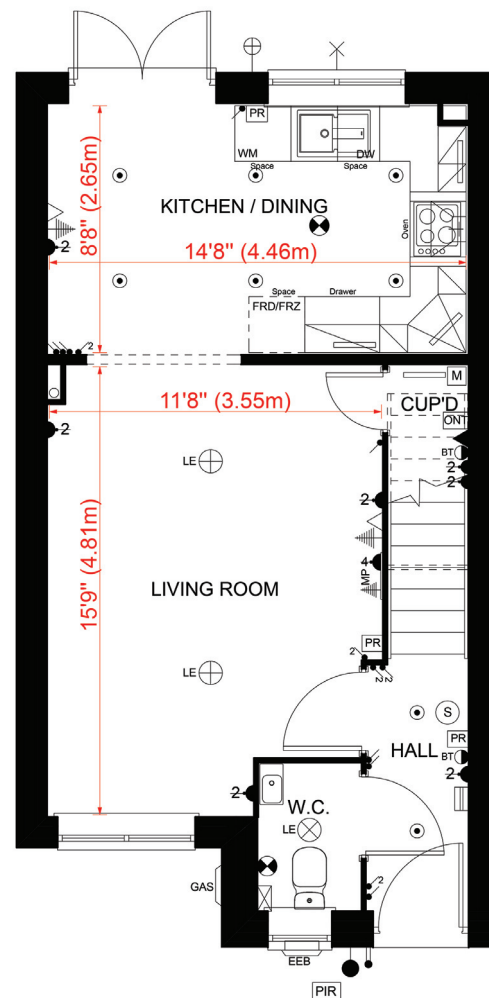 PR
WM
Space
DW
Space
KITCHEN / DINING
8'8" (2.65m)
14'8" (4.46m)
Oven
2
Space
Drawer
FRD/FRZ
2
M
CUP'D
11'8" (3.55m)
ONT
2
BT
LE
2
2
2
4
MP
15'9" (4.81m)
LIVING ROOM
PR
2
2
2
LE
S
PR
HALL
BT
2
2
W.C.
LE
GAS
2
EEB
PIR